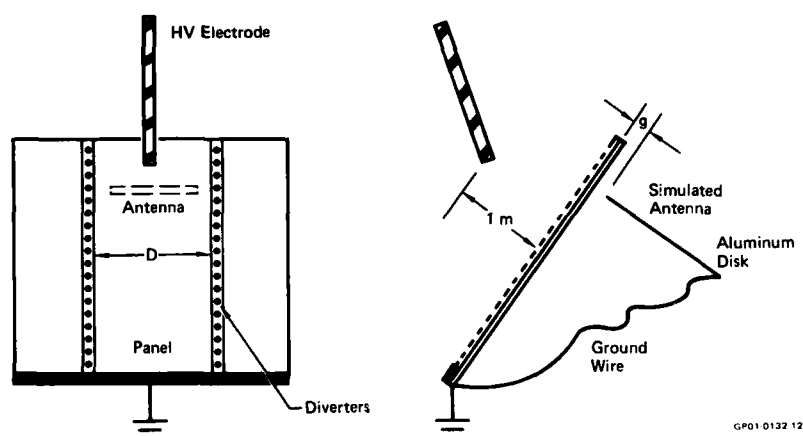 HV Electrode
Antenna
D
Panel
Diverters
g
1 m
Simulated
Antenna
Aluminum
Disk
Ground
Wire
GP01 0132 12